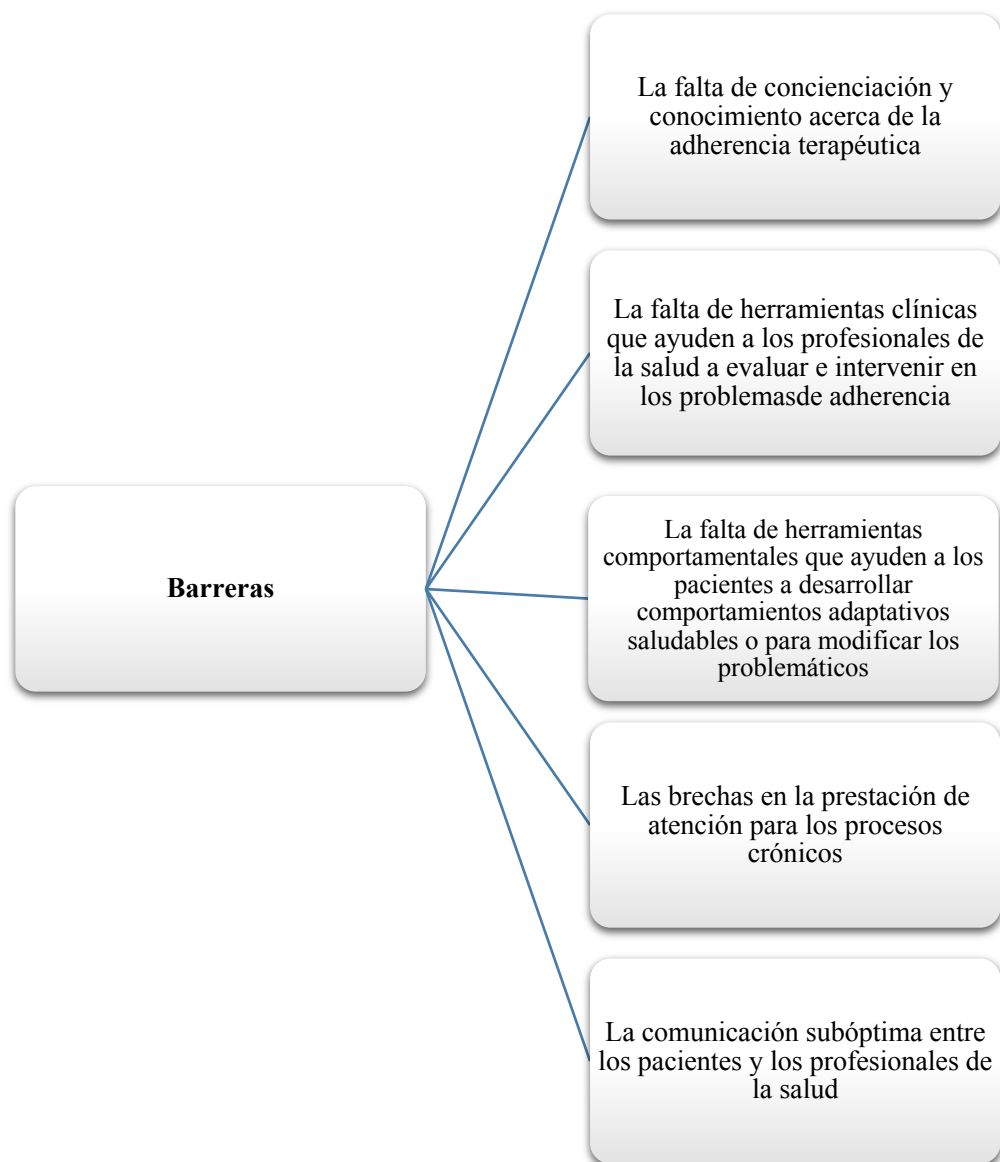 Barreras
La falta de concienciación y
conocimiento acerca de la
adherencia terapéutica
La falta de herramientas clínicas
que ayuden a los profesionales de
la salud a evaluar e intervenir en
los problemasde adherencia
La falta de herramientas
comportamentales que ayuden a los
pacientes a desarrollar
comportamientos adaptativos
saludables o para modificar los
problemáticos
Las brechas en la prestación de
atención para los procesos
crónicos
La comunicación subóptima entre
los pacientes y los profesionales de
la salud